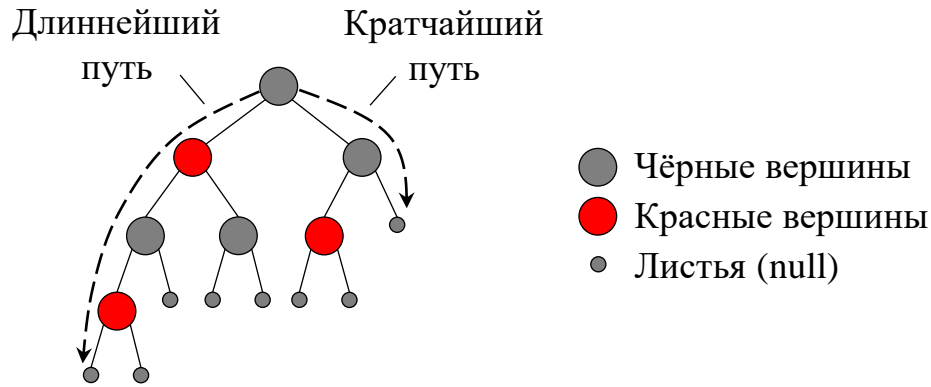 Длиннейший
путь
Кратчайший
путь
Чёрные вершины
Красные вершины
Листья (null)